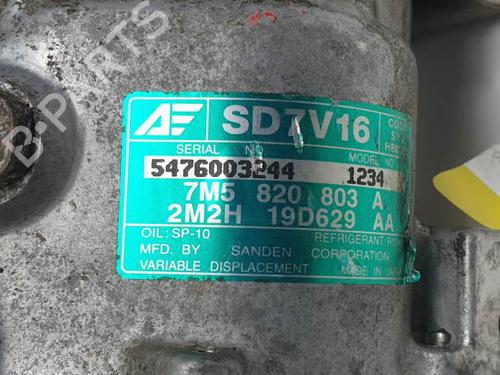 B-PARTS
AE SD7V16
SERIAL NO MODEL NO
5476003244 1234
7M5 820 803 A
2M2H 19D629 AA
OIL: SP-10 REFRIGERANT:
MFD. BY SANDEN CORPORATION
VARIABLE DISPLACEMENT MADE IN